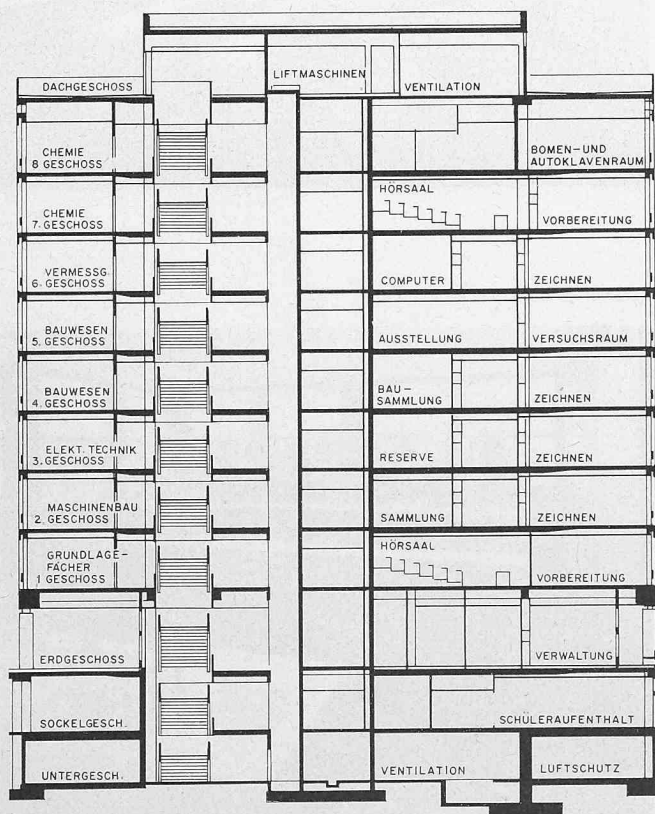 LIFTMASCHINEN
VENTILATION
DACHGESCHOSS
CHEMIE
8 GESCHOSS
BOMEN-UND
AUTOKLAVENRAUM
CHEMIE
7. GESCHOSS
HÖRSAAL
VORBEREITUNG
VERMESSG.
6. GESCHOSS
COMPUTER
ZEICHNEN
BAUWESEN
5. GESCHOSS
AUSSTELLUNG
VERSUCHSRAUM
BAUWESEN
4. GESCHOSS
BAU-
SAMMLUNG
ZEICHNEN
ELEKT. TECHNIK
3. GESCHOSS
RESERVE
ZEICHNEN
MASCHINENBAU
2. GESCHOSS
SAMMLUNG
ZEICHNEN
GRUNDLAGE-
FÄCHER
1 GESCHOSS
HÖRSAAL
VORBEREITUNG
ERDGESCHOSS
VERWALTUNG
SOCKELGESCH.
SCHÜLERAUFENTHALT
UNTERGESCH.
VENTILATION
LUFTSCHUTZ